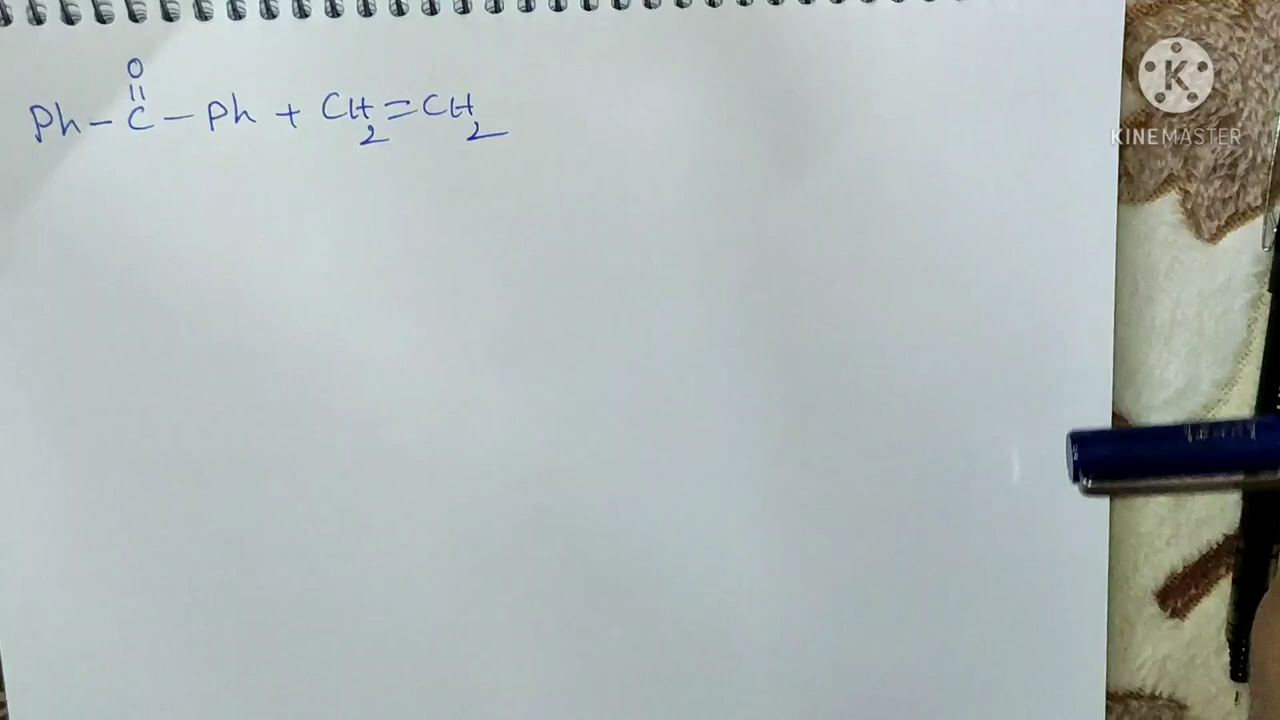 O
||
Ph-C-Ph + CH2=CH2
K
KINEMASTER